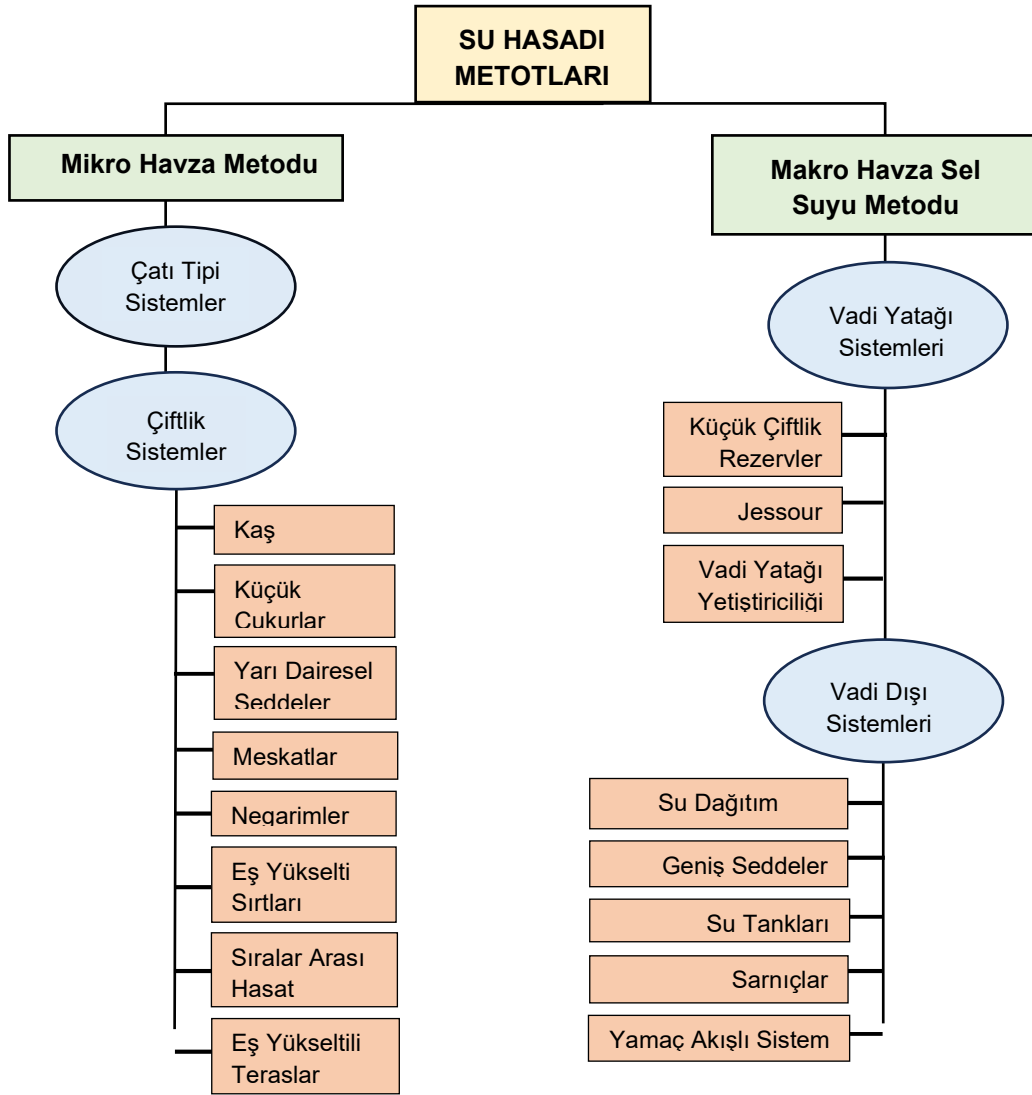 SU HASADI
METOTLARI
Mikro Havza Metodu
Çatı Tipi
Sistemler
Çiftlik
Sistemler
Kaş
Küçük
Çukurlar
Yarı Dairesel
Seddeler
Meskatlar
Negarimler
Eş Yükselti
Sırtları
Sıralar Arası
Hasat
Eş Yükseltili
Teraslar
Makro Havza Sel
Suyu Metodu
Vadi Yatağı
Sistemleri
Küçük Çiftlik
Rezervler
Jessour
Vadi Yatağı
Yetiştiriciliği
Vadi Dışı
Sistemleri
Su Dağıtım
Geniş Seddeler
Su Tankları
Sarnıçlar
Yamaç Akışlı Sistem